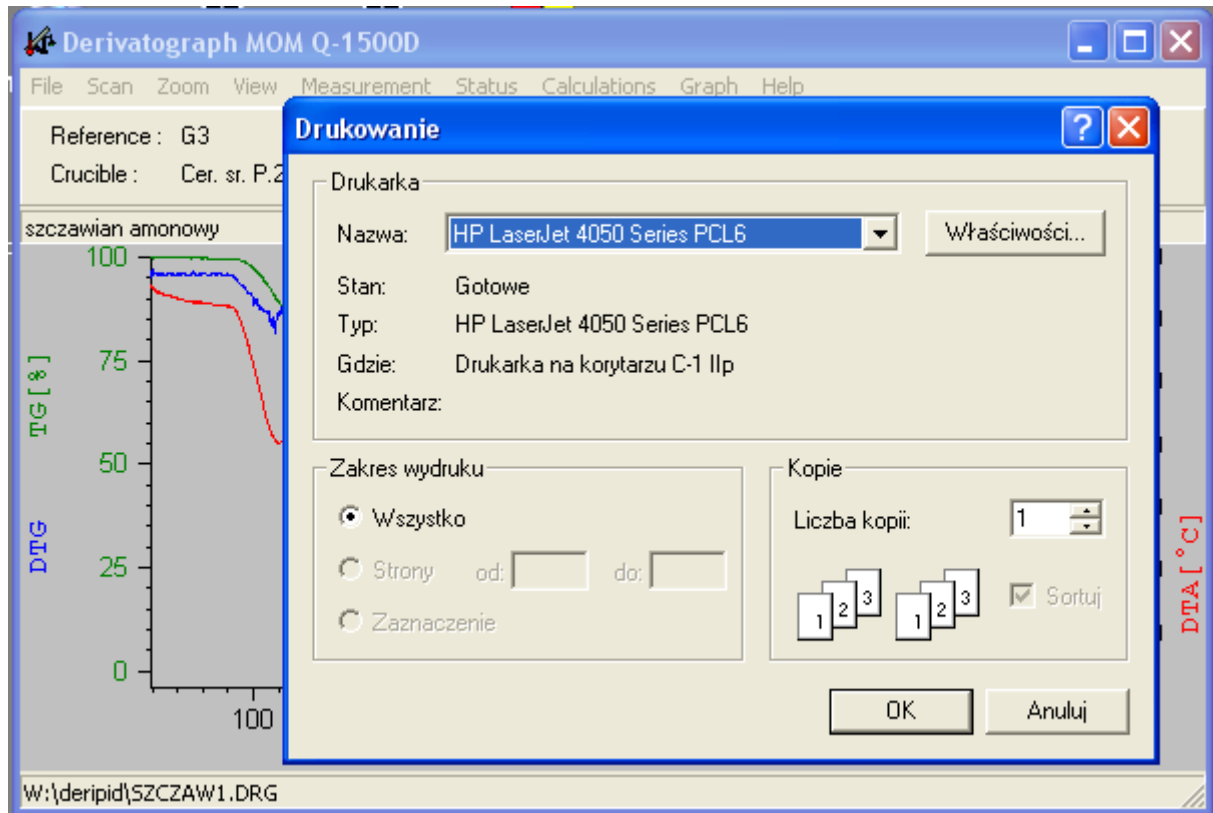 Derivatograph MOM Q-1500D
File Scan Zoom View Measurement Status Calculations Graph Help
Reference : G3
Crucible : Cer. sr. P.2
szczawian amonowy
100
75
50
25
0
TG[%]
DTG
100
DTA[°C]
Drukowanie
Drukarka
Nazwa: HP LaserJet 4050 Series PCL6 Właściwości...
Stan: Gotowe
Typ: HP LaserJet 4050 Series PCL6
Gdzie: Drukarka na korytarzu C-1 IIp
Komentarz:
Zakres wydruku
Wszystko
Strony od: do:
Zaznaczenie
Kopie
Liczba kopii: 1
1 2 3 1 2 3 Sortuj
OK Anuluj
W:\deripid\SZCZAW1.DRG